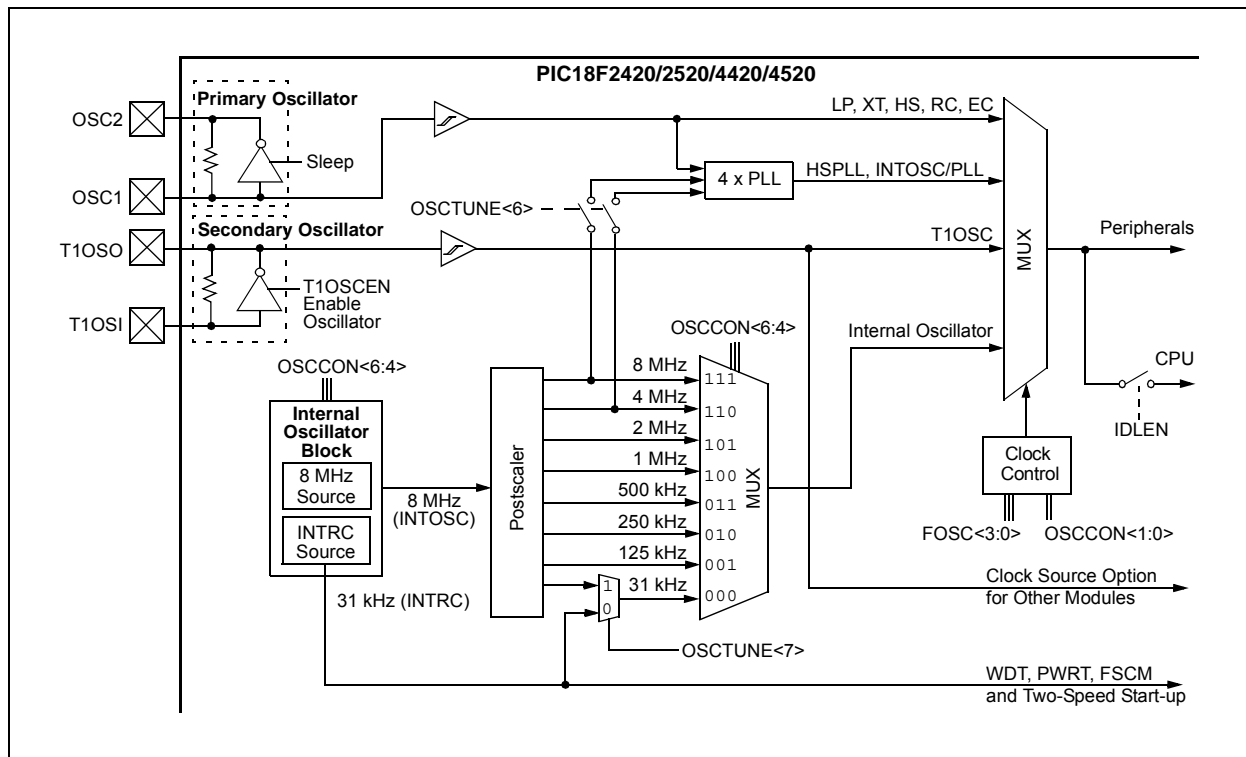 PIC18F2420/2520/4420/4520
Primary Oscillator
OSC2
Sleep
OSC1
LP, XT, HS, RC, EC
4 x PLL
HSPLL, INTOSC/PLL
OSCTUNE<6>
Secondary Oscillator
T1OSO
T1OSC
Peripherals
MUX
T1OSCEN
Enable
Oscillator
T1OSI
Internal Oscillator
CPU
IDLEN
Clock
Control
FOSC<3:0>
OSCCON<1:0>
OSCCON<6:4>
Internal
Oscillator
Block
8 MHz
Source
INTRC
Source
8 MHz
(INTOSC)
31 kHz (INTRC)
Postscaler
OSCCON<6:4>
8 MHz
111
4 MHz
110
2 MHz
101
1 MHz
100
500 kHz
011
250 kHz
010
125 kHz
001
1
0
31 kHz
000
MUX
OSCTUNE<7>
Clock Source Option
for Other Modules
WDT, PWRT, FSCM
and Two-Speed Start-up